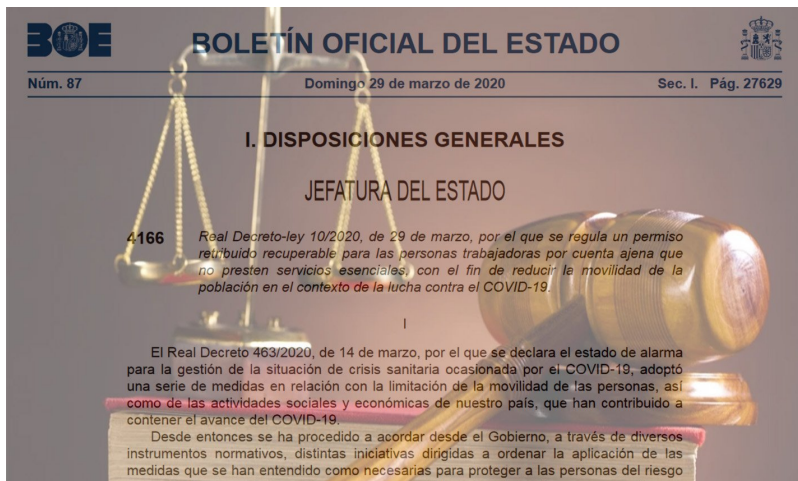 BOE BOLETÍN OFICIAL DEL ESTADO
Núm. 87 Domingo 29 de marzo de 2020 Sec. I. Pág. 27629
I. DISPOSICIONES GENERALES
JEFATURA DEL ESTADO
4166 Real Decreto-ley 10/2020, de 29 de marzo, por el que se regula un permiso
retribuido recuperable para las personas trabajadoras por cuenta ajena que
no presten servicios esenciales, con el fin de reducir la movilidad de la
población en el contexto de la lucha contra el COVID-19.
I
El Real Decreto 463/2020, de 14 de marzo, por el que se declara el estado de alarma
para la gestión de la situación de crisis sanitaria ocasionada por el COVID-19, adoptó
una serie de medidas en relación con la limitación de la movilidad de las personas, así
como de las actividades sociales y económicas de nuestro país, que han contribuido a
contener el avance del COVID-19.
Desde entonces se ha procedido a acordar desde el Gobierno, a través de diversos
instrumentos normativos, distintas iniciativas dirigidas a ordenar la aplicación de las
medidas que se han entendido como necesarias para proteger a las personas del riesgo